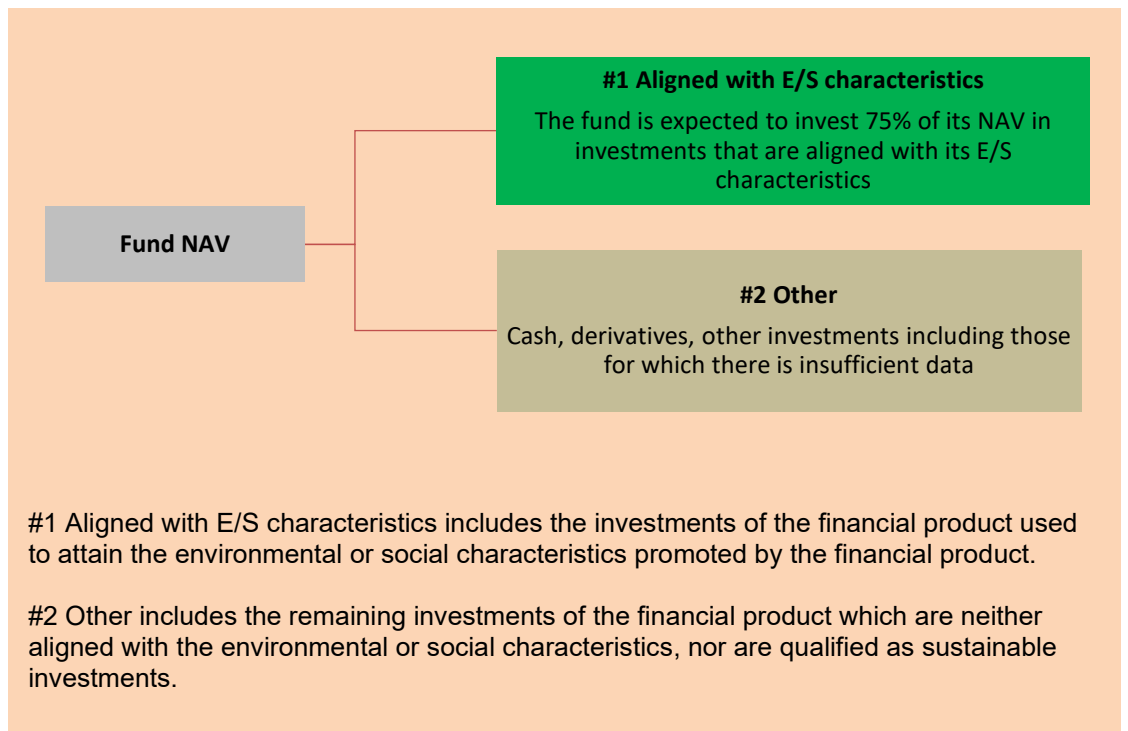 #1 Aligned with E/S characteristics
The fund is expected to invest 75% of its NAV in
investments that are aligned with its E/S
characteristics
Fund NAV
#2 Other
Cash, derivatives, other investments including those
for which there is insufficient data
#1 Aligned with E/S characteristics includes the investments of the financial product used
to attain the environmental or social characteristics promoted by the financial product.
#2 Other includes the remaining investments of the financial product which are neither
aligned with the environmental or social characteristics, nor are qualified as sustainable
investments.